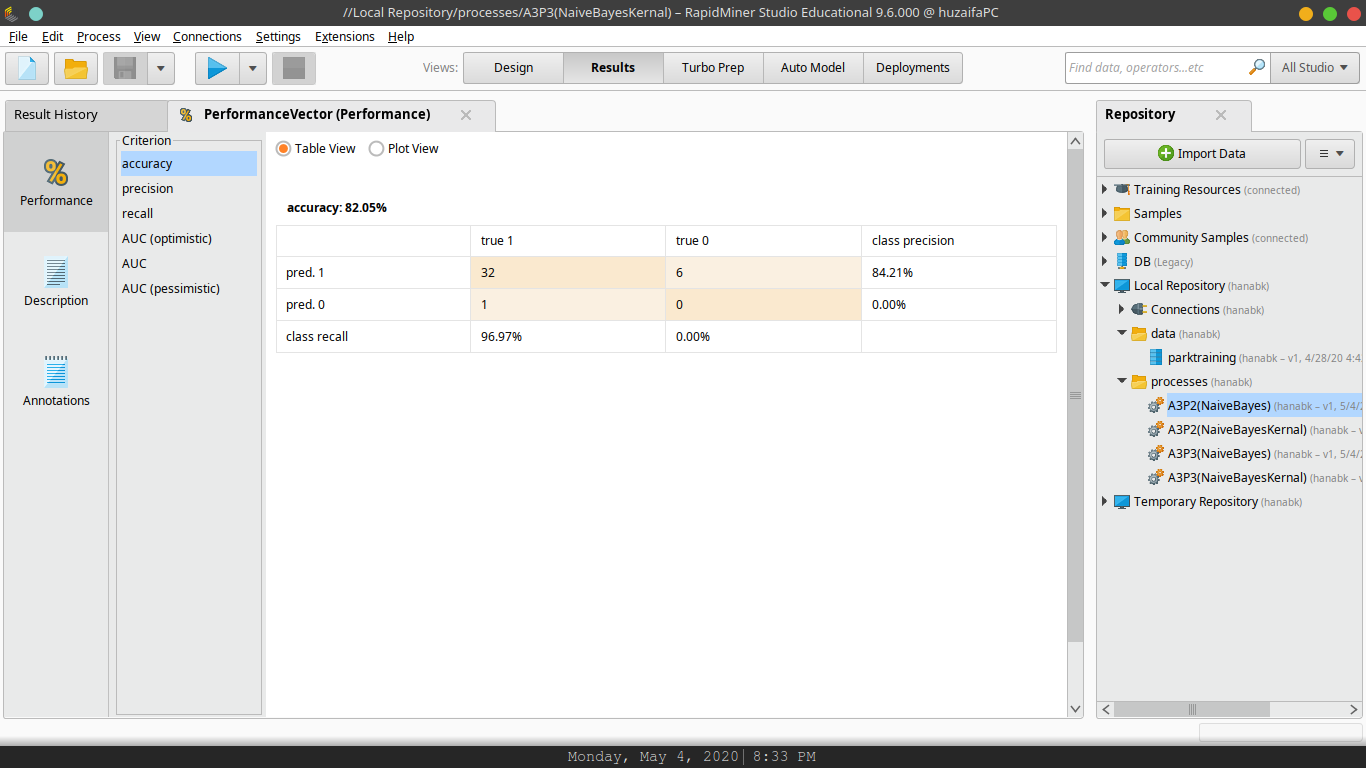 //Local Repository/processes/A3P3(NaiveBayesKernal) – RapidMiner Studio Educational 9.6.000 @ huzaifaPC
File Edit Process View Connections Settings Extensions Help
Views: Design Results Turbo Prep Auto Model Deployments Find data, operators...etc All Studio
Result History % PerformanceVector (Performance)
Repository
Criterion
% Performance
Description
Annotations
accuracy
precision
recall
AUC (optimistic)
AUC
AUC (pessimistic)
Table View Plot View
accuracy: 82.05%
true 1 true 0 class precision
pred. 1 32 6 84.21%
pred. 0 1 0 0.00%
class recall 96.97% 0.00%
Import Data
Training Resources (connected)
Samples
Community Samples (connected)
DB (Legacy)
Local Repository (hanabk)
Connections (hanabk)
data (hanabk)
parktraining (hanabk – v1, 4/28/20 4:4
processes (hanabk)
A3P2(NaiveBayes) (hanabk – v1, 5/4/
A3P2(NaiveBayesKernal) (hanabk – v
A3P3(NaiveBayes) (hanabk – v1, 5/4/
A3P3(NaiveBayesKernal) (hanabk – v
Temporary Repository (hanabk)
Monday, May 4, 2020| 8:33 PM